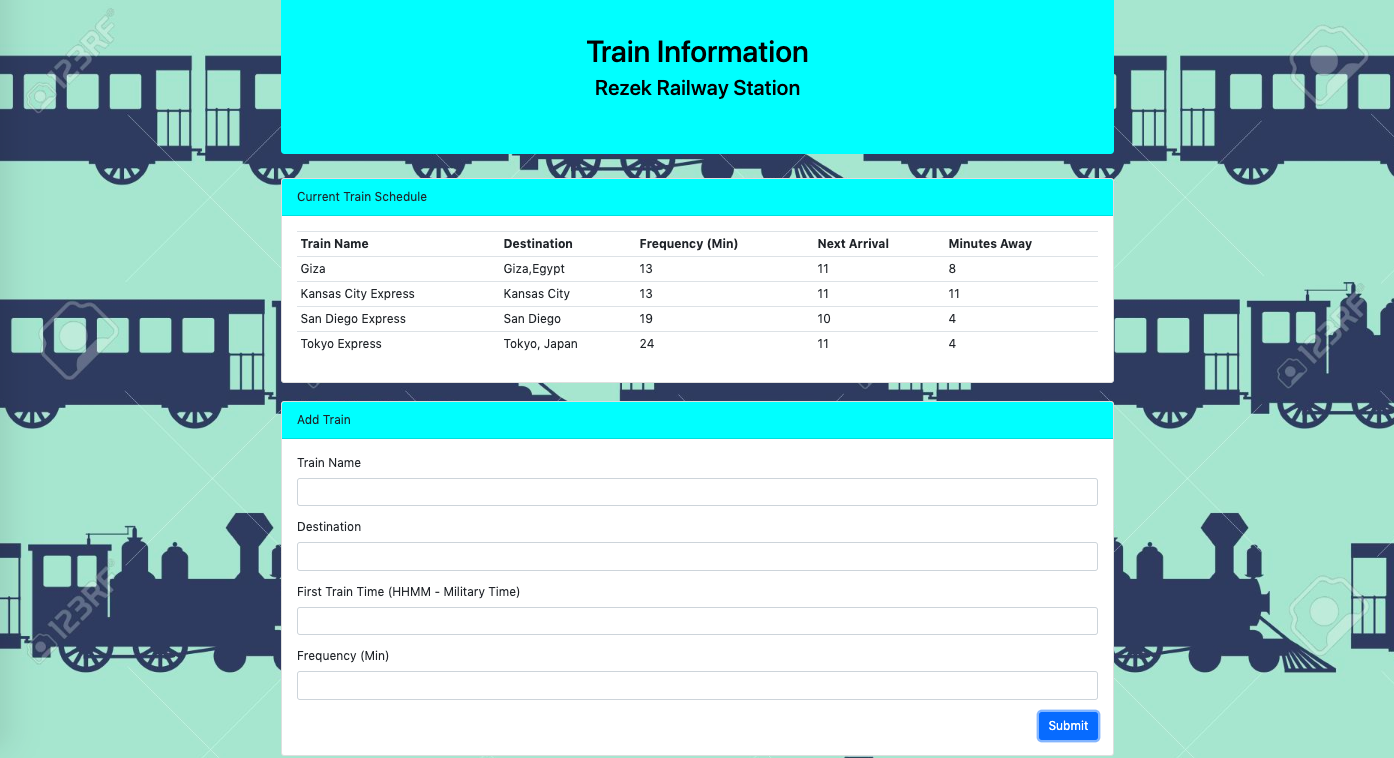 Train Information
Rezek Railway Station
Current Train Schedule
Train Name Destination Frequency (Min) Next Arrival Minutes Away
Giza Giza,Egypt 13 11 8
Kansas City Express Kansas City 13 11 11
San Diego Express San Diego 19 10 4
Tokyo Express Tokyo, Japan 24 11 4
Add Train
Train Name
Destination
First Train Time (HHMM - Military Time)
Frequency (Min)
Submit
123RF
123RF
123RF